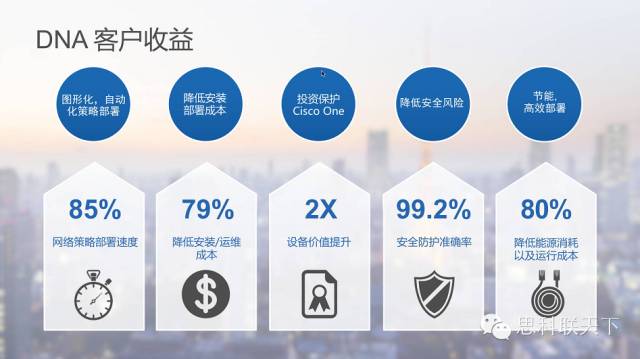 DNA 客户收益
图形化，自动
化策略部署
降低安装
部署成本
投资保护
Cisco One
降低安全风险
节能，
高效部署
85%
网络策略部署速度
79%
降低安装/运维
成本
2X
设备价值提升
99.2%
安全防护准确率
80%
降低能源消耗
以及运行成本
思科联天下